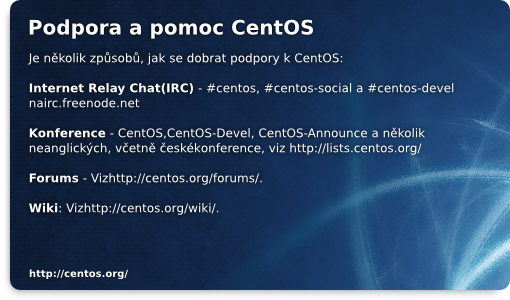 Podpora a pomoc CentOS
Je několik způsobů, jak se dobrat podpory k CentOS:
Internet Relay Chat(IRC) - #centos, #centos-social a #centos-devel
nairc.freenode.net
Konference - CentOS,CentOS-Devel, CentOS-Announce a několik
neanglických, včetně českékonference, viz http://lists.centos.org/
Forums - Vizhttp://centos.org/forums/.
Wiki: Vizhttp://centos.org/wiki/.
http://centos.org/